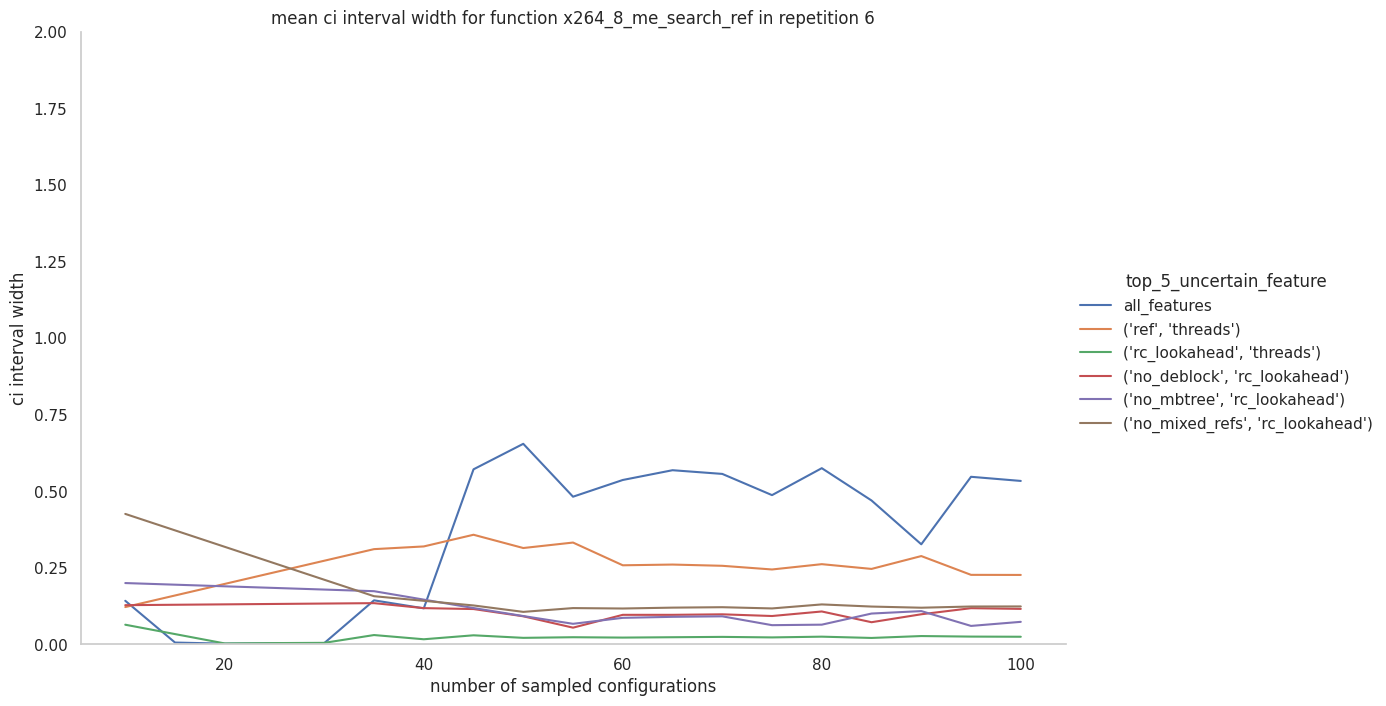 mean ci interval width for function x264_8_me_search_ref in repetition 6
2.00
1.75
1.50
1.25
1.00
0.75
0.50
0.25
0.00
ci interval width
20
40
60
80
100
number of sampled configurations
top_5_uncertain_feature
all_features
('ref', 'threads')
('rc_lookahead', 'threads')
('no_deblock', 'rc_lookahead')
('no_mbtree', 'rc_lookahead')
('no_mixed_refs', 'rc_lookahead')